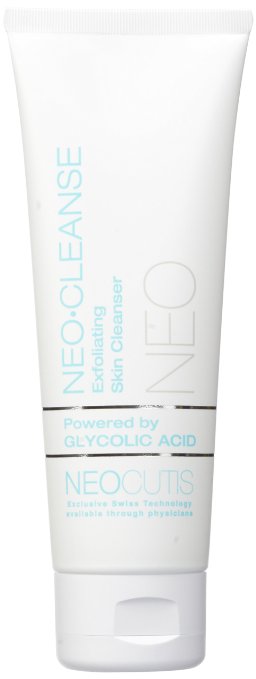 NEO•CLEANSE
Exfoliating
Skin Cleanser
NEO
Powered by
GLYCOLIC ACID
NEOCUTIS
Exclusive Swiss Technology
available through physicians